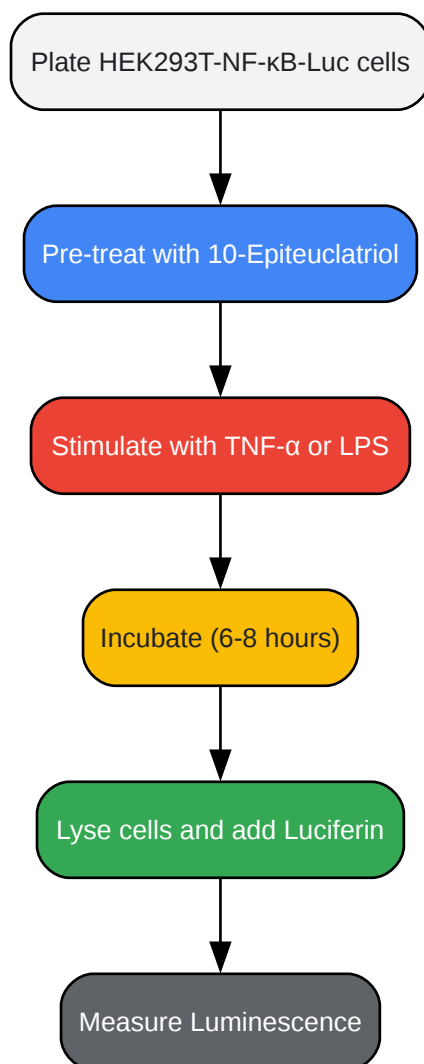 Plate HEK293T-NF-κB-Luc cells
Pre-treat with 10-Epiteuclatriol
Stimulate with TNF-α or LPS
Incubate (6-8 hours)
Lyse cells and add Luciferin
Measure Luminescence